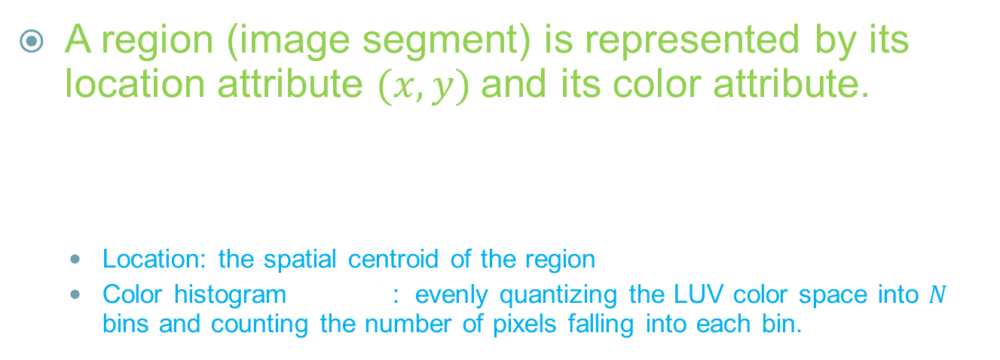 A region (image segment) is represented by its
location attribute (x, y) and its color attribute.
Location: the spatial centroid of the region
Color histogram : evenly quantizing the LUV color space into N
bins and counting the number of pixels falling into each bin.